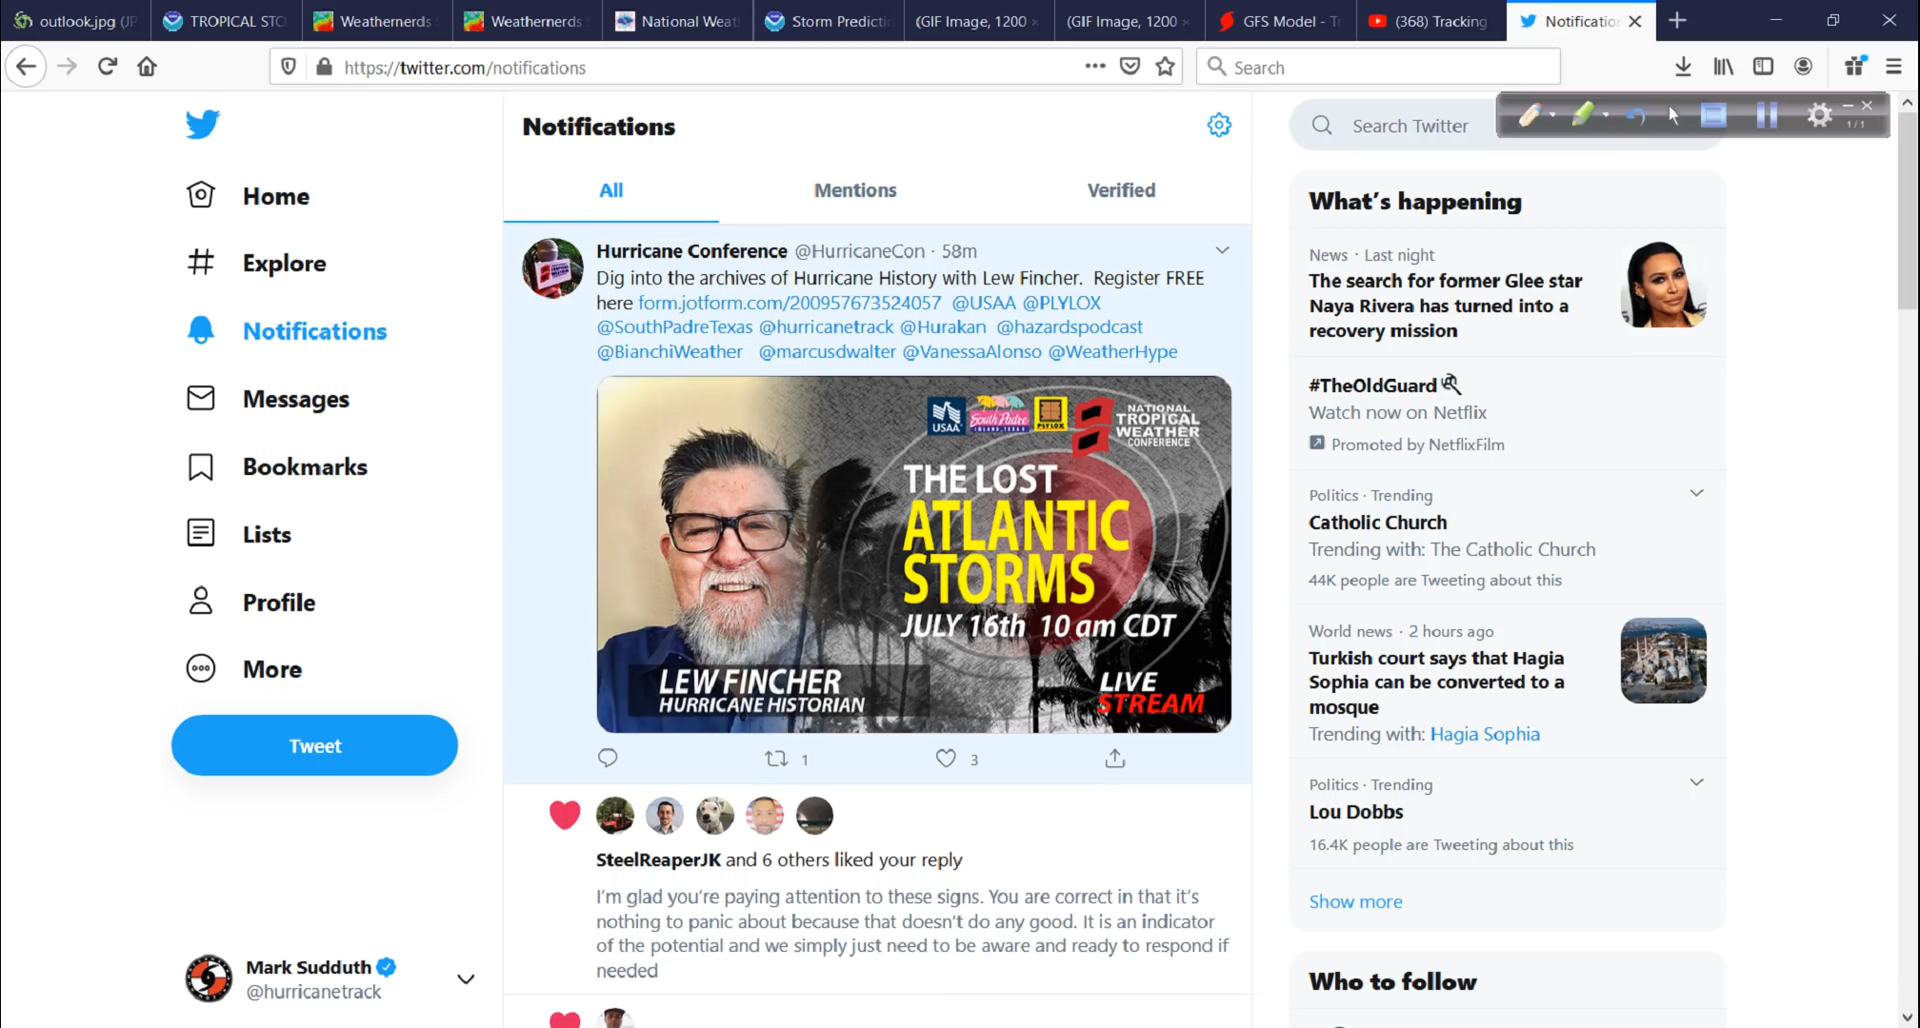 outlook.jpg (JP
TROPICAL STO
Weathernerds
Weathernerds
National Weat
Storm Predicti
(GIF Image, 1200 ×
(GIF Image, 1200 ×
GFS Model - Tr
(368) Tracking
Notification
https://twitter.com/notifications
Search
Home
Explore
Notifications
Messages
Bookmarks
Lists
Profile
More
Tweet
Mark Sudduth
@hurricanetrack
Notifications
All
Mentions
Verified
Hurricane Conference @HurricaneCon · 58m
Dig into the archives of Hurricane History with Lew Fincher. Register FREE
here form.jotform.com/200957673524057 @USAA @PLYLOX
@SouthPadreTexas @hurricanetrack @Hurakan @hazardspodcast
@BianchiWeather @marcusdwalter @VanessaAlonso @WeatherHype
USAA
South Padre
ISLAND, TEXAS
PLYLOX
NATIONAL
TROPICAL
WEATHER
CONFERENCE
THE LOST
ATLANTIC
STORMS
JULY 16th 10 am CDT
LEW FINCHER
HURRICANE HISTORIAN
LIVE
STREAM
1
3
SteelReaperJK and 6 others liked your reply
I'm glad you're paying attention to these signs. You are correct in that it's
nothing to panic about because that doesn't do any good. It is an indicator
of the potential and we simply just need to be aware and ready to respond if
needed
Search Twitter
1/1
What's happening
News · Last night
The search for former Glee star
Naya Rivera has turned into a
recovery mission
#TheOldGuard
Watch now on Netflix
Promoted by NetflixFilm
Politics · Trending
Catholic Church
Trending with: The Catholic Church
44K people are Tweeting about this
World news · 2 hours ago
Turkish court says that Hagia
Sophia can be converted to a
mosque
Trending with: Hagia Sophia
Politics · Trending
Lou Dobbs
16.4K people are Tweeting about this
Show more
Who to follow